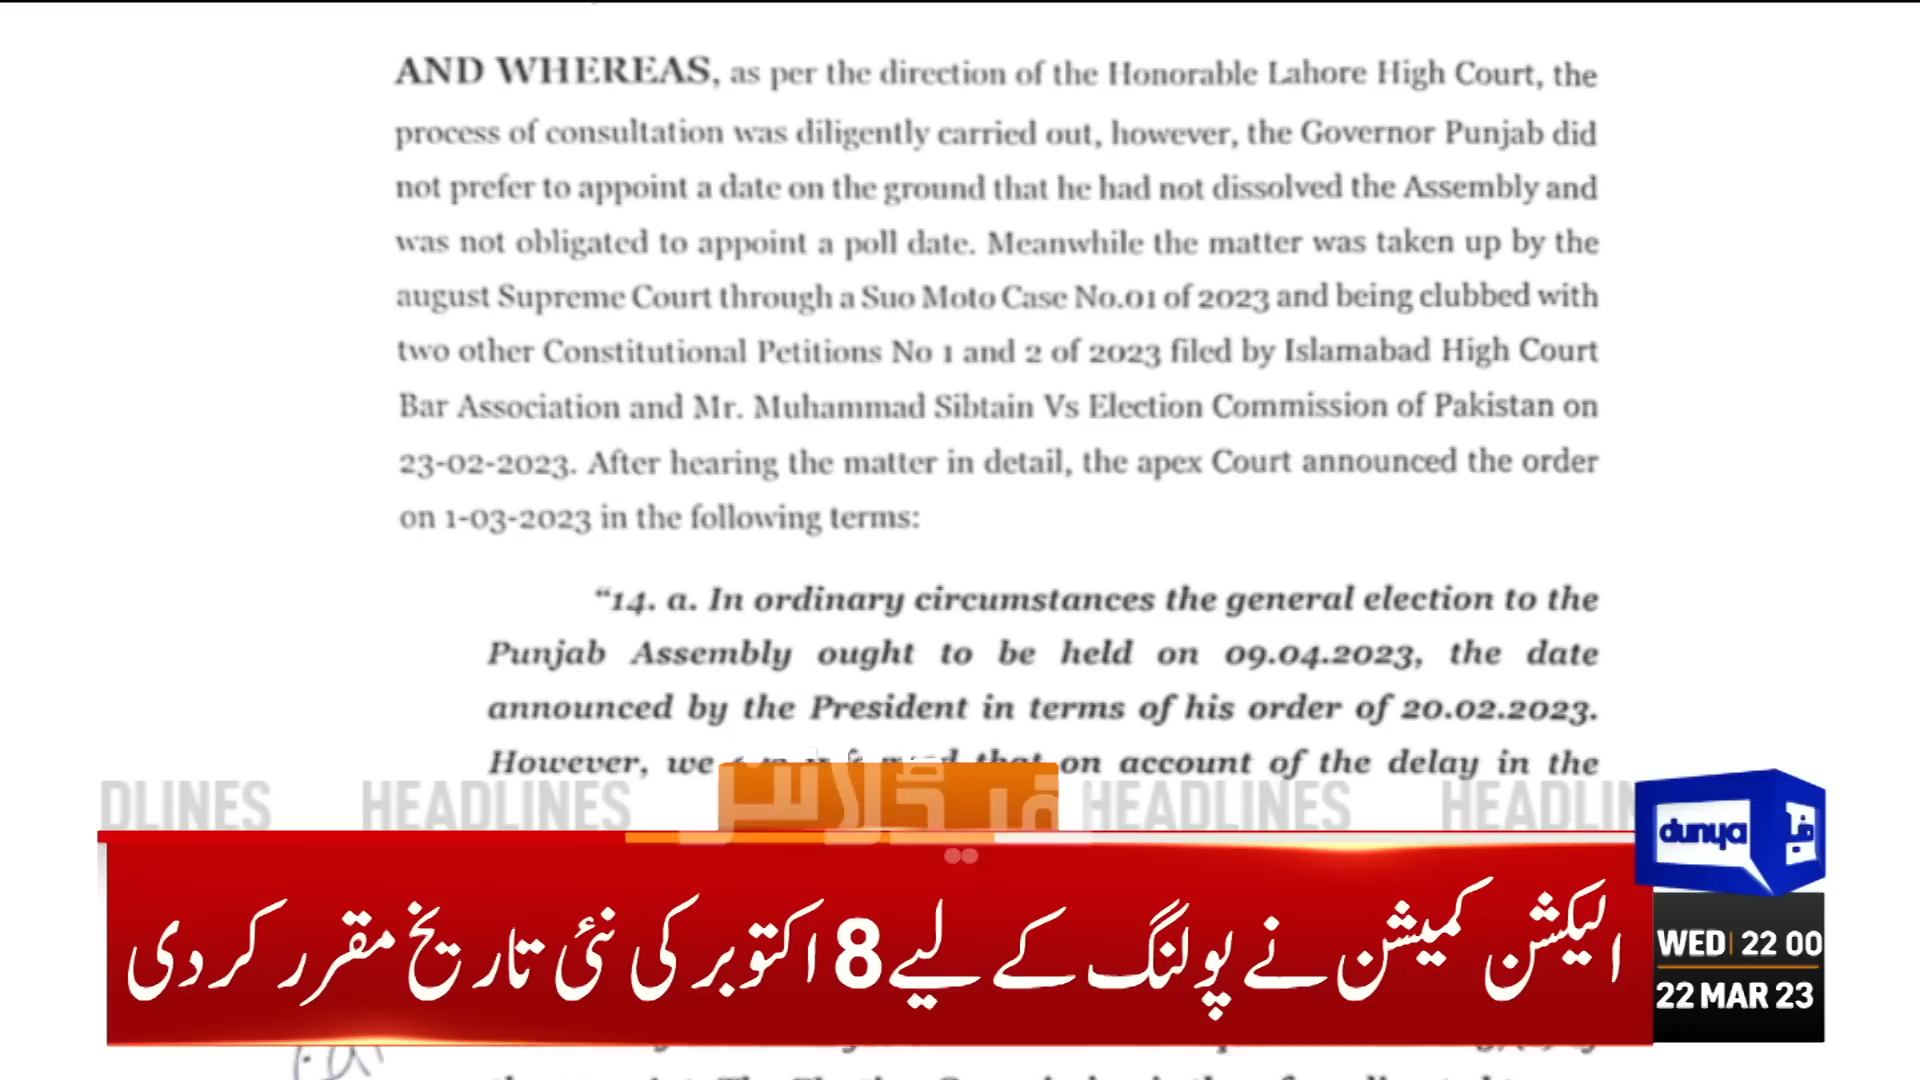 AND WHEREAS, as per the direction of the Honorable Lahore High Court, the
process of consultation was diligently carried out, however, the Governor Punjab did
not prefer to appoint a date on the ground that he had not dissolved the Assembly and
was not obligated to appoint a poll date. Meanwhile the matter was taken up by the
august Supreme Court through a Suo Moto Case No.01 of 2023 and being clubbed with
two other Constitutional Petitions No 1 and 2 of 2023 filed by Islamabad High Court
Bar Association and Mr. Muhammad Sibtain Vs Election Commission of Pakistan on
23-02-2023. After hearing the matter in detail, the apex Court announced the order
on 1-03-2023 in the following terms:
“14. a. In ordinary circumstances the general election to the
Punjab Assembly ought to be held on 09.04.2023, the date
announced by the President in terms of his order of 20.02.2023.
However, we that on account of the delay in the
DLINES HEADLINES HEADLINES HEADLIN
dunya
الیکشن کمیشن نے پولنگ کے لیے 8 اکتوبر کی نئی تاریخ مقرر کر دی
WED 22 00
22 MAR 23